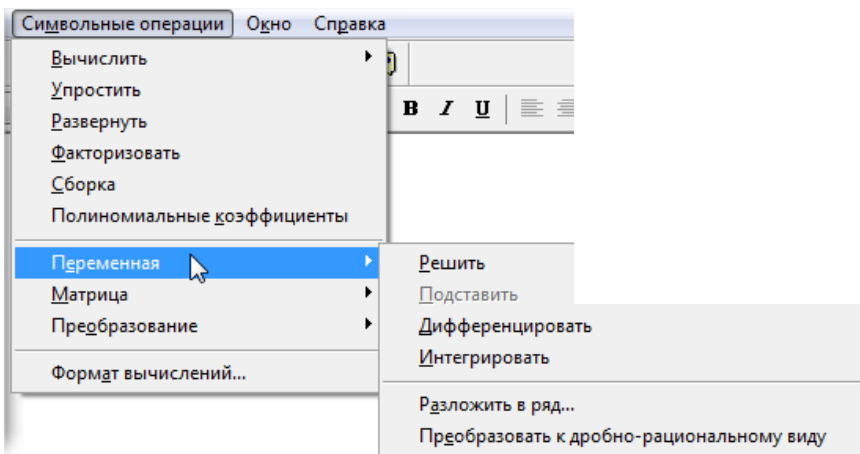 Символьные операции Окно Справка
Вычислить
Упростить
B I U
Развернуть
Факторизовать
Сборка
Полиномиальные коэффициенты
Переменная
Матрица
Преобразование
Формат вычислений...
Решить
Подставить
Дифференцировать
Интегрировать
Разложить в ряд...
Преобразовать к дробно-рациональному виду